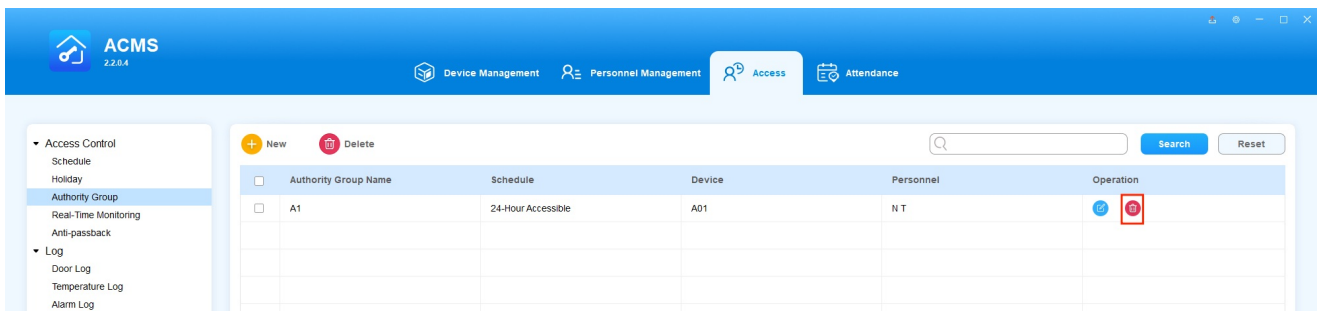 ACMS
2.2.0.4
Device Management Personnel Management Access Attendance
Access Control
Schedule
Holiday
Authority Group
Real-Time Monitoring
Anti-passback
Log
Door Log
Temperature Log
Alarm Log
New Delete Search Reset
Authority Group Name Schedule Device Personnel Operation
A1 24-Hour Accessible A01 N T